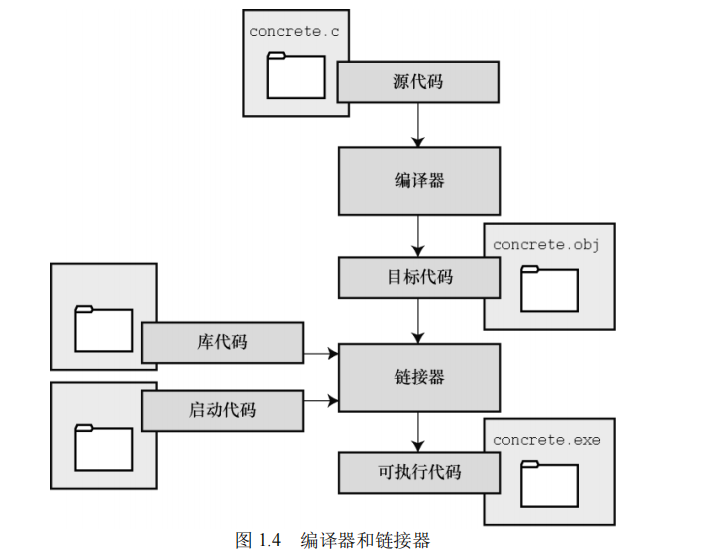 concrete.c
源代码
编译器
concrete.obj
目标代码
库代码
链接器
启动代码
concrete.exe
可执行代码
图 1.4 编译器和链接器